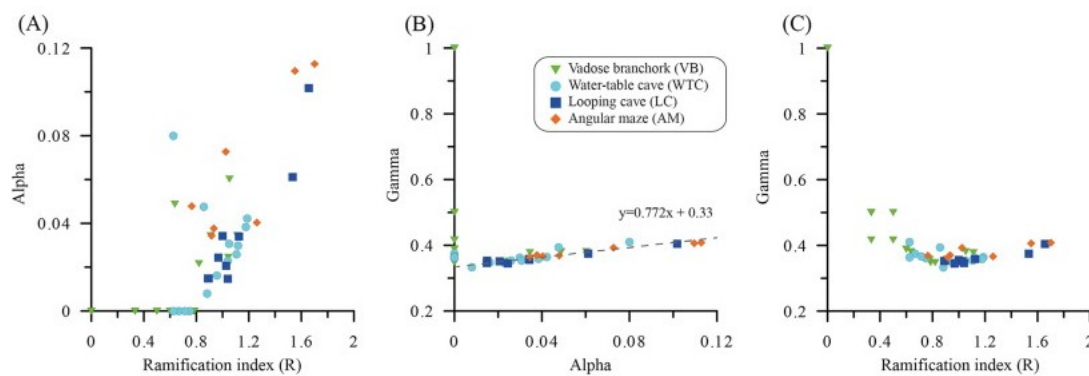 (A)
0.12
0.08
0.04
0
Alpha
0
0.4
0.8
1.2
1.6
2
Ramification index (R)
(B)
1
0.8
0.6
0.4
0.2
Gamma
Vadose branchork (VB)
Water-table cave (WTC)
Looping cave (LC)
Angular maze (AM)
y=0.772x + 0.33
0
0.04
0.08
0.12
Alpha
(C)
1
0.8
0.6
0.4
0.2
Gamma
0
0.4
0.8
1.2
1.6
2
Ramification index (R)